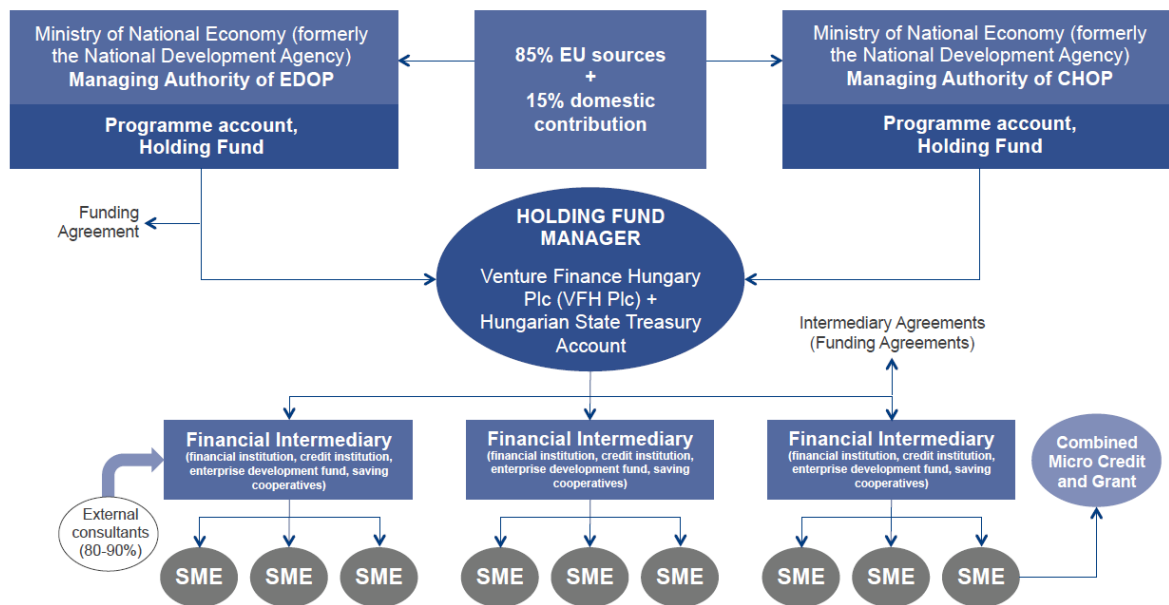 Ministry of National Economy (formerly
the National Development Agency)
Managing Authority of EDOP
Programme account,
Holding Fund
85% EU sources
+
15% domestic
contribution
Ministry of National Economy (formerly
the National Development Agency)
Managing Authority of CHOP
Programme account,
Holding Fund
Funding
Agreement
HOLDING FUND
MANAGER
Venture Finance Hungary
Plc (VFH Plc) +
Hungarian State Treasury
Account
Intermediary Agreements
(Funding Agreements)
Financial Intermediary
(financial institution, credit institution,
enterprise development fund, saving
cooperatives)
Financial Intermediary
(financial institution, credit institution,
enterprise development fund, saving
cooperatives)
Financial Intermediary
(financial institution, credit institution,
enterprise development fund, saving
cooperatives)
Combined
Micro Credit
and Grant
External
consultants
(80-90%)
SME
SME
SME
SME
SME
SME
SME
SME
SME